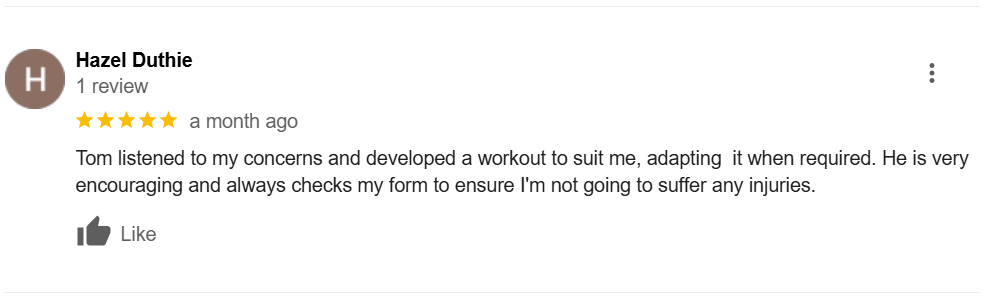 H
Hazel Duthie
1 review
a month ago
Tom listened to my concerns and developed a workout to suit me, adapting  it when required. He is very
encouraging and always checks my form to ensure I'm not going to suffer any injuries.
Like